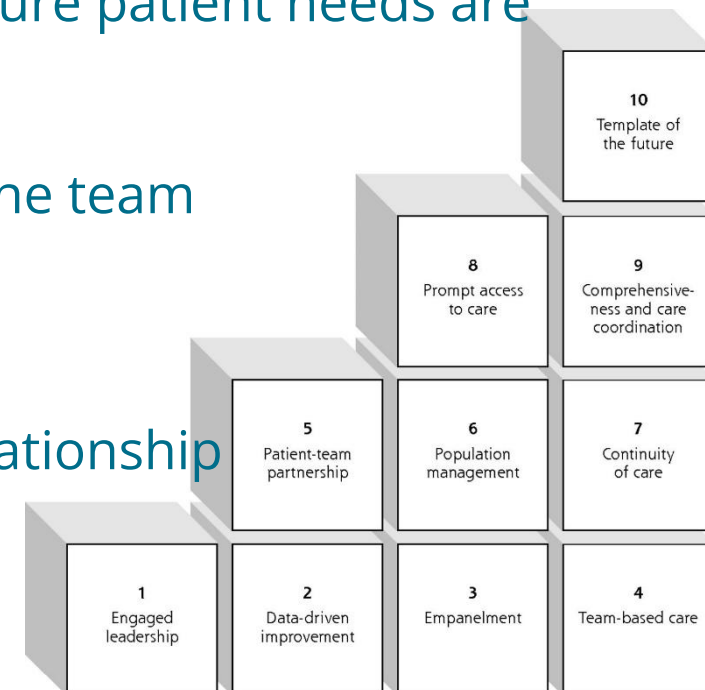 ure patient needs are
10
Template of
the future
he team
8
Prompt access
to care
9
Comprehensive-
ness and care
coordination
ationship
5
Patient-team
partnership
6
Population
management
7
Continuity
of care
1
Engaged
leadership
2
Data-driven
improvement
3
Empanelment
4
Team-based care